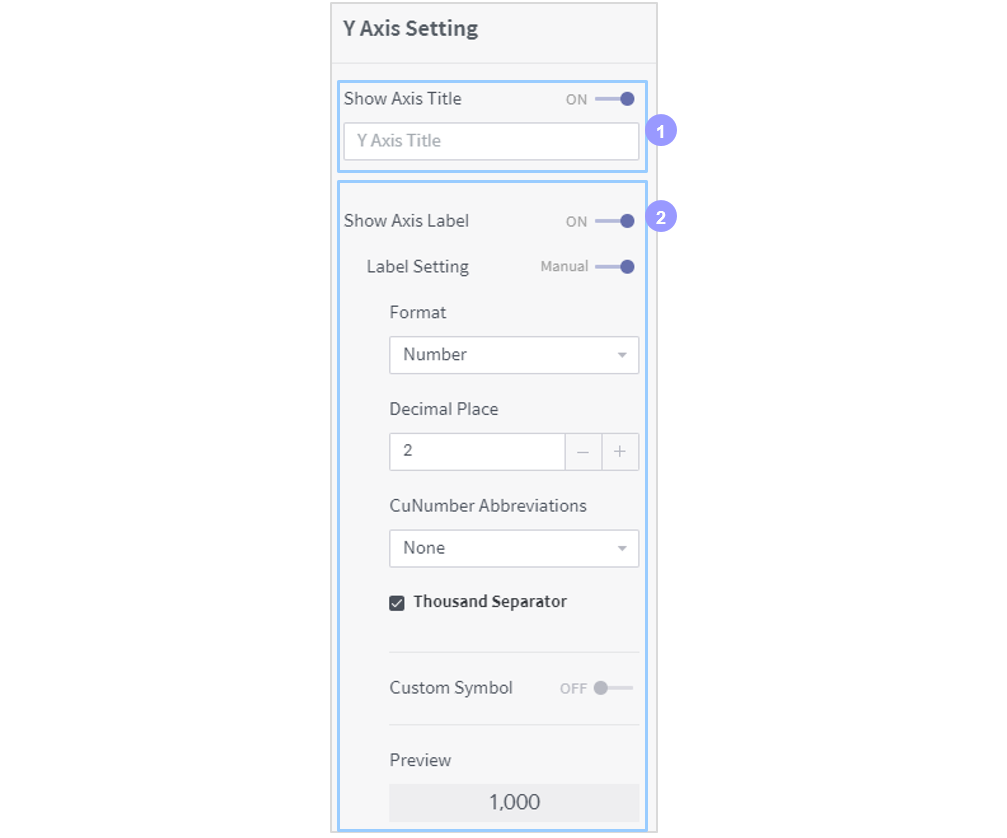 Y Axis Setting
Show Axis Title ON
Y Axis Title
1
Show Axis Label ON
2
Label Setting Manual
Format
Number
Decimal Place
2 – +
CuNumber Abbreviations
None
Thousand Separator
Custom Symbol OFF
Preview
1,000